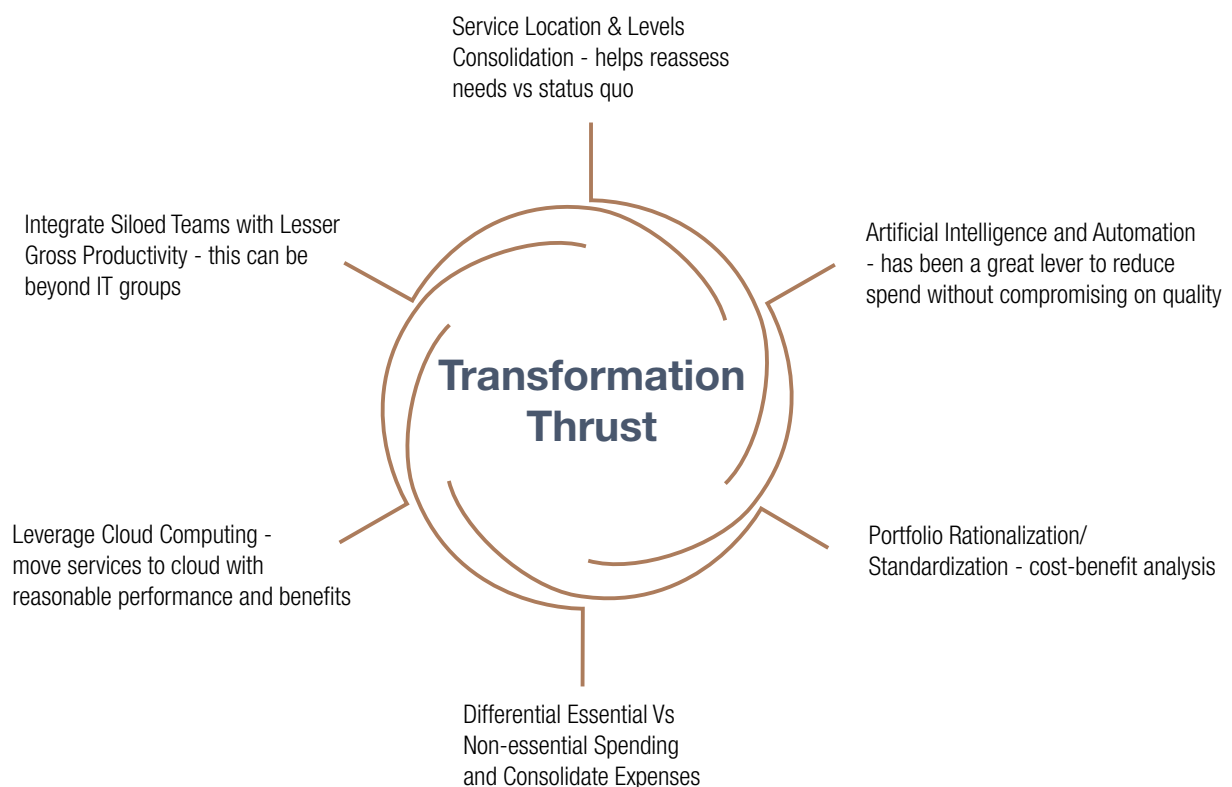 Service Location & Levels
Consolidation - helps reassess
needs vs status quo
Integrate Siloed Teams with Lesser
Gross Productivity - this can be
beyond IT groups
Artificial Intelligence and Automation
- has been a great lever to reduce
spend without compromising on quality
Transformation
Thrust
Leverage Cloud Computing -
move services to cloud with
reasonable performance and benefits
Portfolio Rationalization/
Standardization - cost-benefit analysis
Differential Essential Vs
Non-essential Spending
and Consolidate Expenses